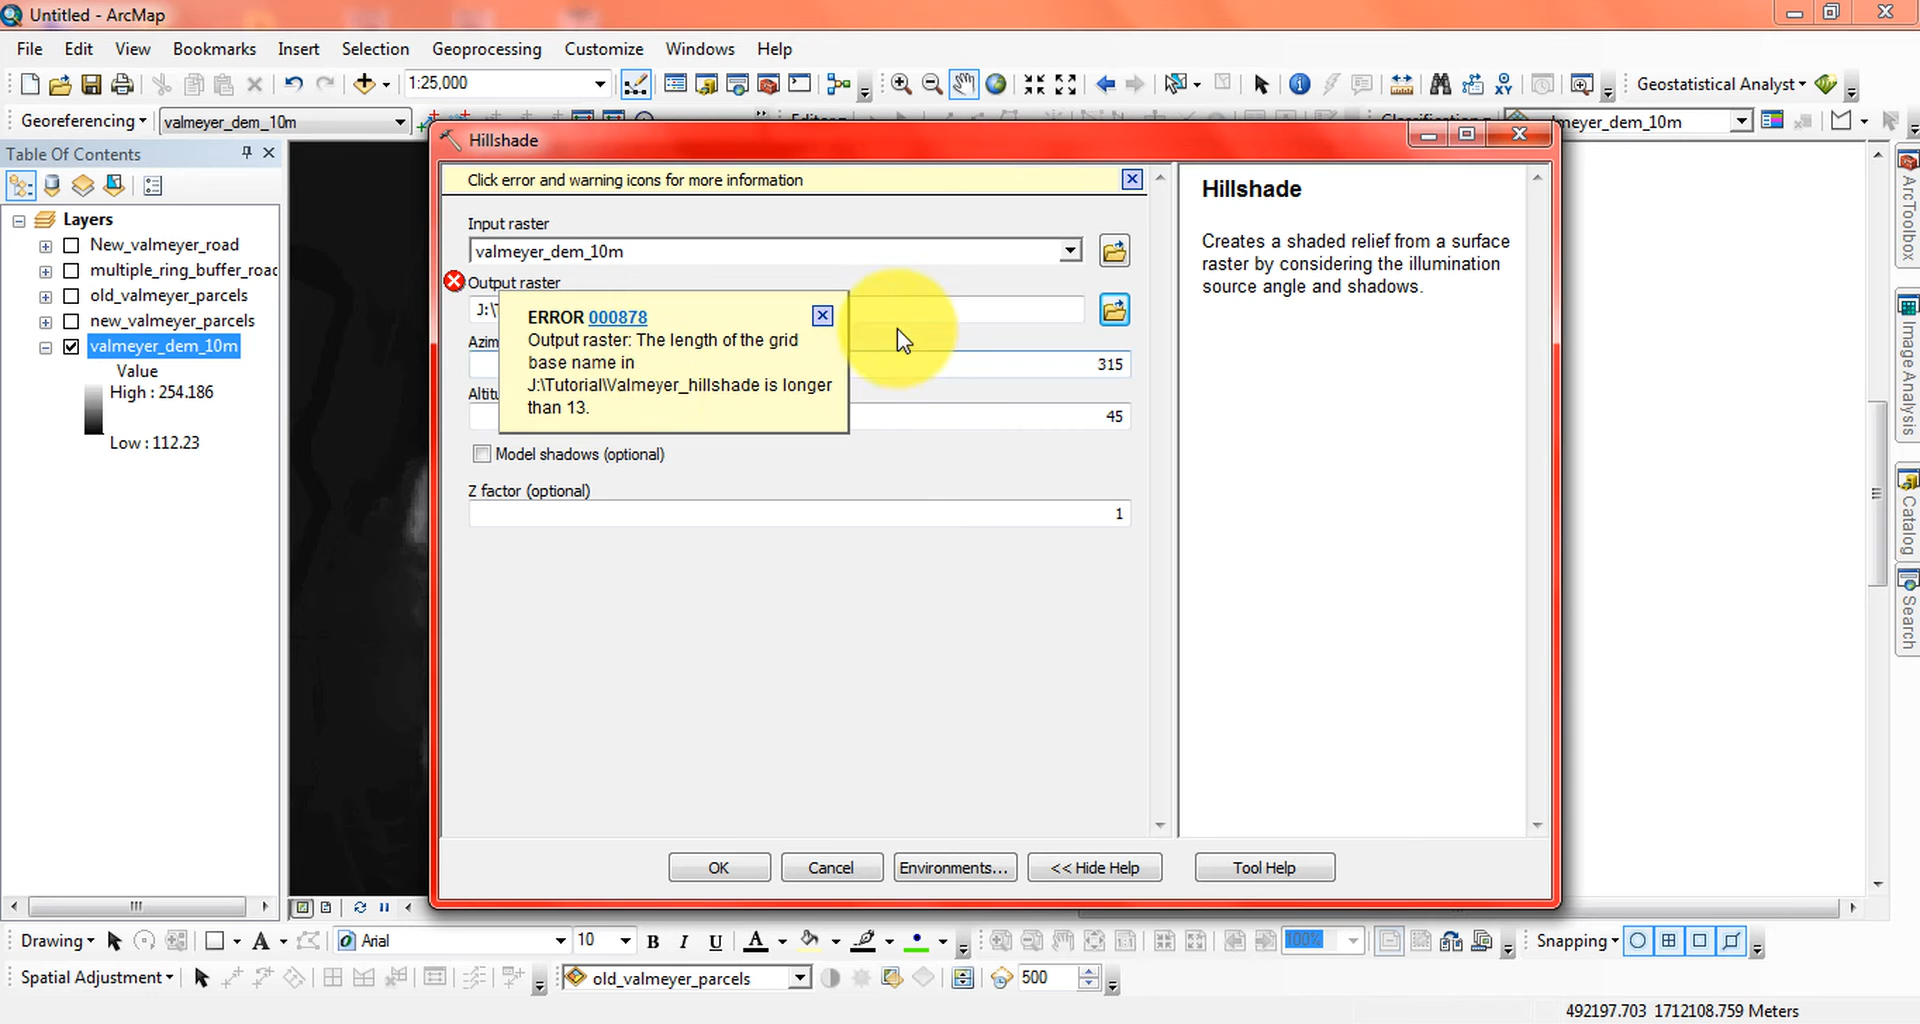 Untitled - ArcMap
File Edit View Bookmarks Insert Selection Geoprocessing Customize Windows Help
1:25,000
Geostatistical Analyst
Georeferencing
valmeyer_dem_10m
Table Of Contents
Layers
New_valmeyer_road
multiple_ring_buffer_roac
old_valmeyer_parcels
new_valmeyer_parcels
valmeyer_dem_10m
Value
High : 254.186
Low : 112.23
Hillshade
Click error and warning icons for more information
Input raster
valmeyer_dem_10m
Output raster
J:\
ERROR 000878
Output raster: The length of the grid
base name in
J:\Tutorial\Valmeyer_hillshade is longer
than 13.
Azim
315
Altitu
45
Model shadows (optional)
Z factor (optional)
1
OK
Cancel
Environments...
<< Hide Help
Tool Help
Hillshade
Creates a shaded relief from a surface
raster by considering the illumination
source angle and shadows.
meyer_dem_10m
ArcToolbox
Image Analysis
Catalog
Search
Drawing
Arial
10
B I U A
100%
Snapping
Spatial Adjustment
old_valmeyer_parcels
500
492197.703 1712108.759 Meters